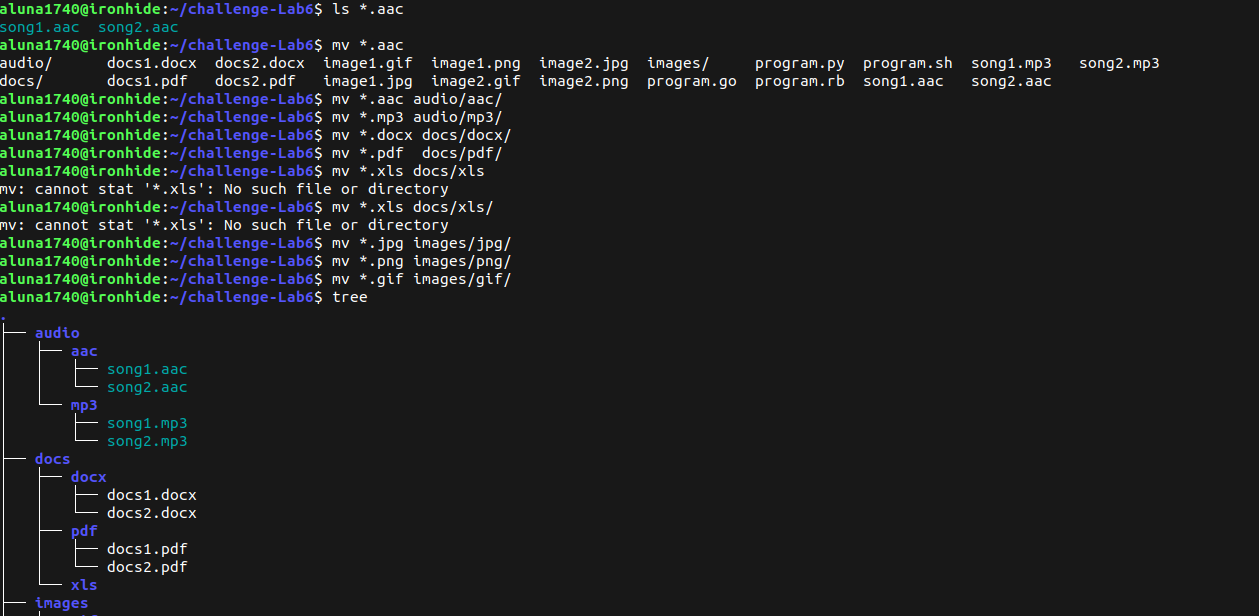 aluna1740@ironhide:~/challenge-Lab6$ ls *.aac
song1.aac  song2.aac
aluna1740@ironhide:~/challenge-Lab6$ mv *.aac
audio/      docs1.docx  docs2.docx  image1.gif  image1.png  image2.jpg  images/     program.py  program.sh  song1.mp3   song2.mp3
docs/       docs1.pdf   docs2.pdf   image1.jpg  image2.gif  image2.png  program.go  program.rb  song1.aac   song2.aac
aluna1740@ironhide:~/challenge-Lab6$ mv *.aac audio/aac/
aluna1740@ironhide:~/challenge-Lab6$ mv *.mp3 audio/mp3/
aluna1740@ironhide:~/challenge-Lab6$ mv *.docx docs/docx/
aluna1740@ironhide:~/challenge-Lab6$ mv *.pdf  docs/pdf/
aluna1740@ironhide:~/challenge-Lab6$ mv *.xls docs/xls
mv: cannot stat '*.xls': No such file or directory
aluna1740@ironhide:~/challenge-Lab6$ mv *.xls docs/xls/
mv: cannot stat '*.xls': No such file or directory
aluna1740@ironhide:~/challenge-Lab6$ mv *.jpg images/jpg/
aluna1740@ironhide:~/challenge-Lab6$ mv *.png images/png/
aluna1740@ironhide:~/challenge-Lab6$ mv *.gif images/gif/
aluna1740@ironhide:~/challenge-Lab6$ tree
.
├── audio
│   ├── aac
│   │   ├── song1.aac
│   │   └── song2.aac
│   └── mp3
│       ├── song1.mp3
│       └── song2.mp3
├── docs
│   ├── docx
│   │   ├── docs1.docx
│   │   └── docs2.docx
│   ├── pdf
│   │   ├── docs1.pdf
│   │   └── docs2.pdf
│   └── xls
├── images